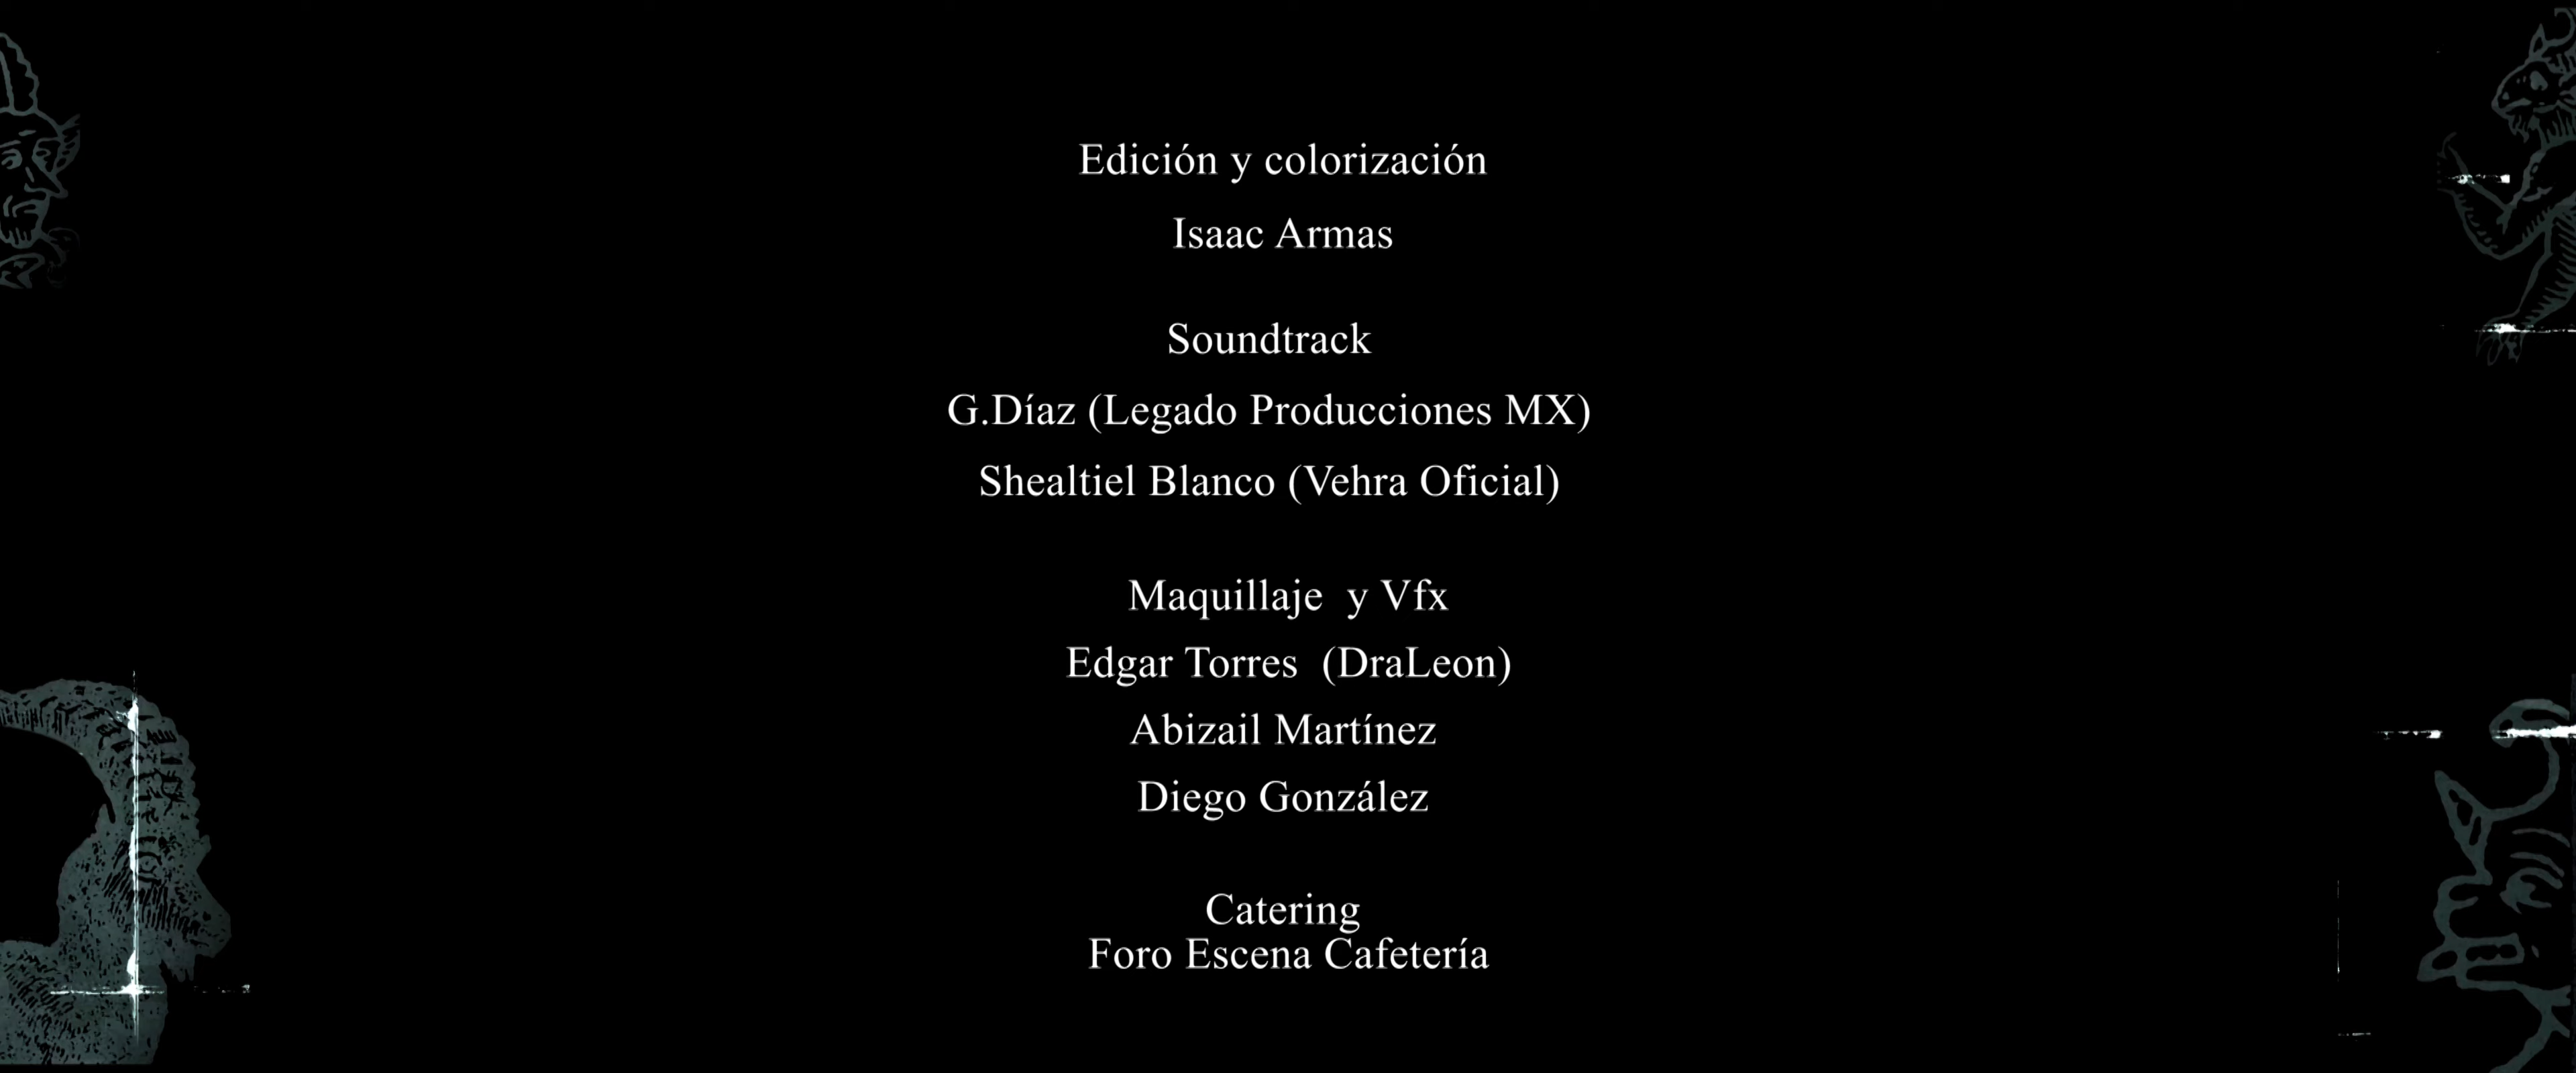 Edición y colorización
Isaac Armas
Soundtrack
G.Díaz (Legado Producciones MX)
Shealtiel Blanco (Vehra Oficial)
Maquillaje  y Vfx
Edgar Torres  (DraLeon)
Abizail Martínez
Diego González
Catering
Foro Escena Cafetería